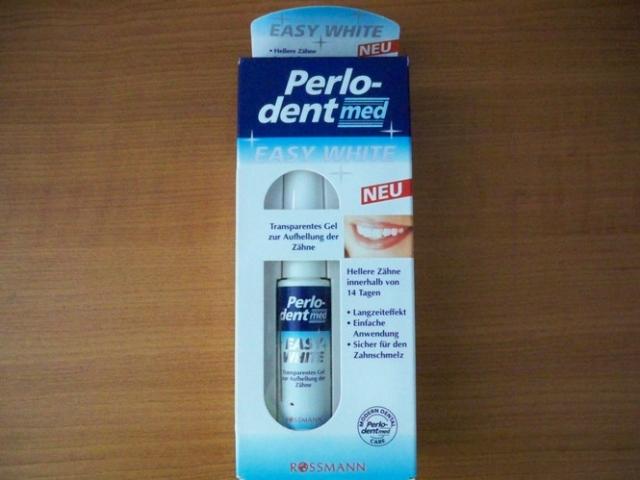 EASY WHITE
• Hellere Zähne
NEU
Perlo-
dent med
EASY WHITE
NEU
Transparentes Gel
zur Aufhellung der
Zähne
Hellere Zähne
innerhalb von
14 Tagen
• Langzeiteffekt
• Einfache
Anwendung
• Sicher für den
Zahnschmelz
Perlo-
dent med
EASY
WHITE
Transparentes Gel
zur Aufhellung der
Zähne
ROSSMANN
MODERN DENTAL
Perlo-
dent med
CARE
ROSSMANN